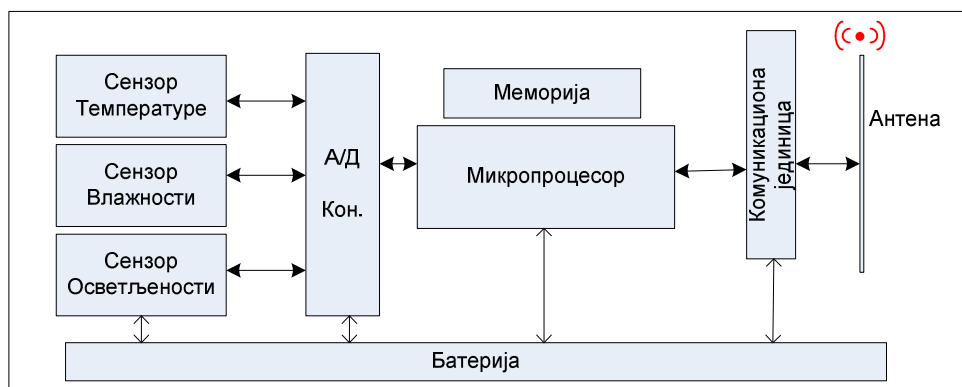 Сензор
Температуре
Сензор
Влажности
Сензор
Осветљености
А/Д
Кон.
Меморија
Микропроцесор
Комуникациона
јединица
Антена
Батерија